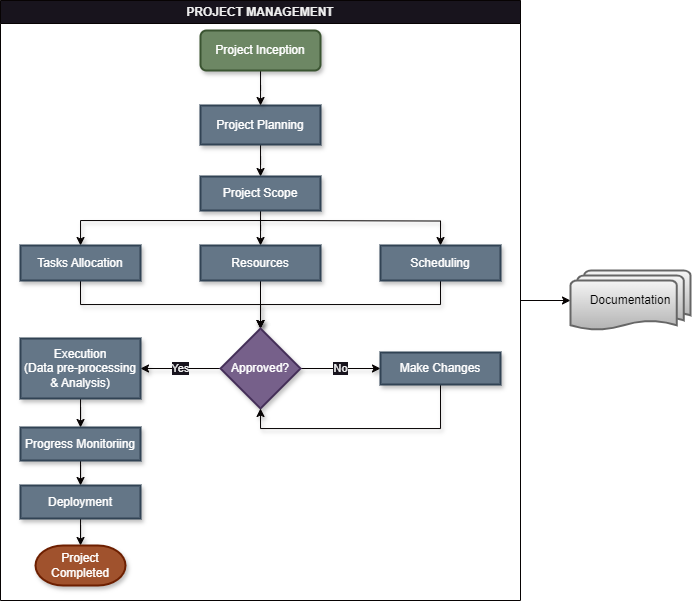 PROJECT MANAGEMENT
Project Inception
Project Planning
Project Scope
Tasks Allocation
Resources
Scheduling
Documentation
Execution
(Data pre-processing
& Analysis)
Yes
Approved?
No
Make Changes
Progress Monitoriing
Deployment
Project
Completed